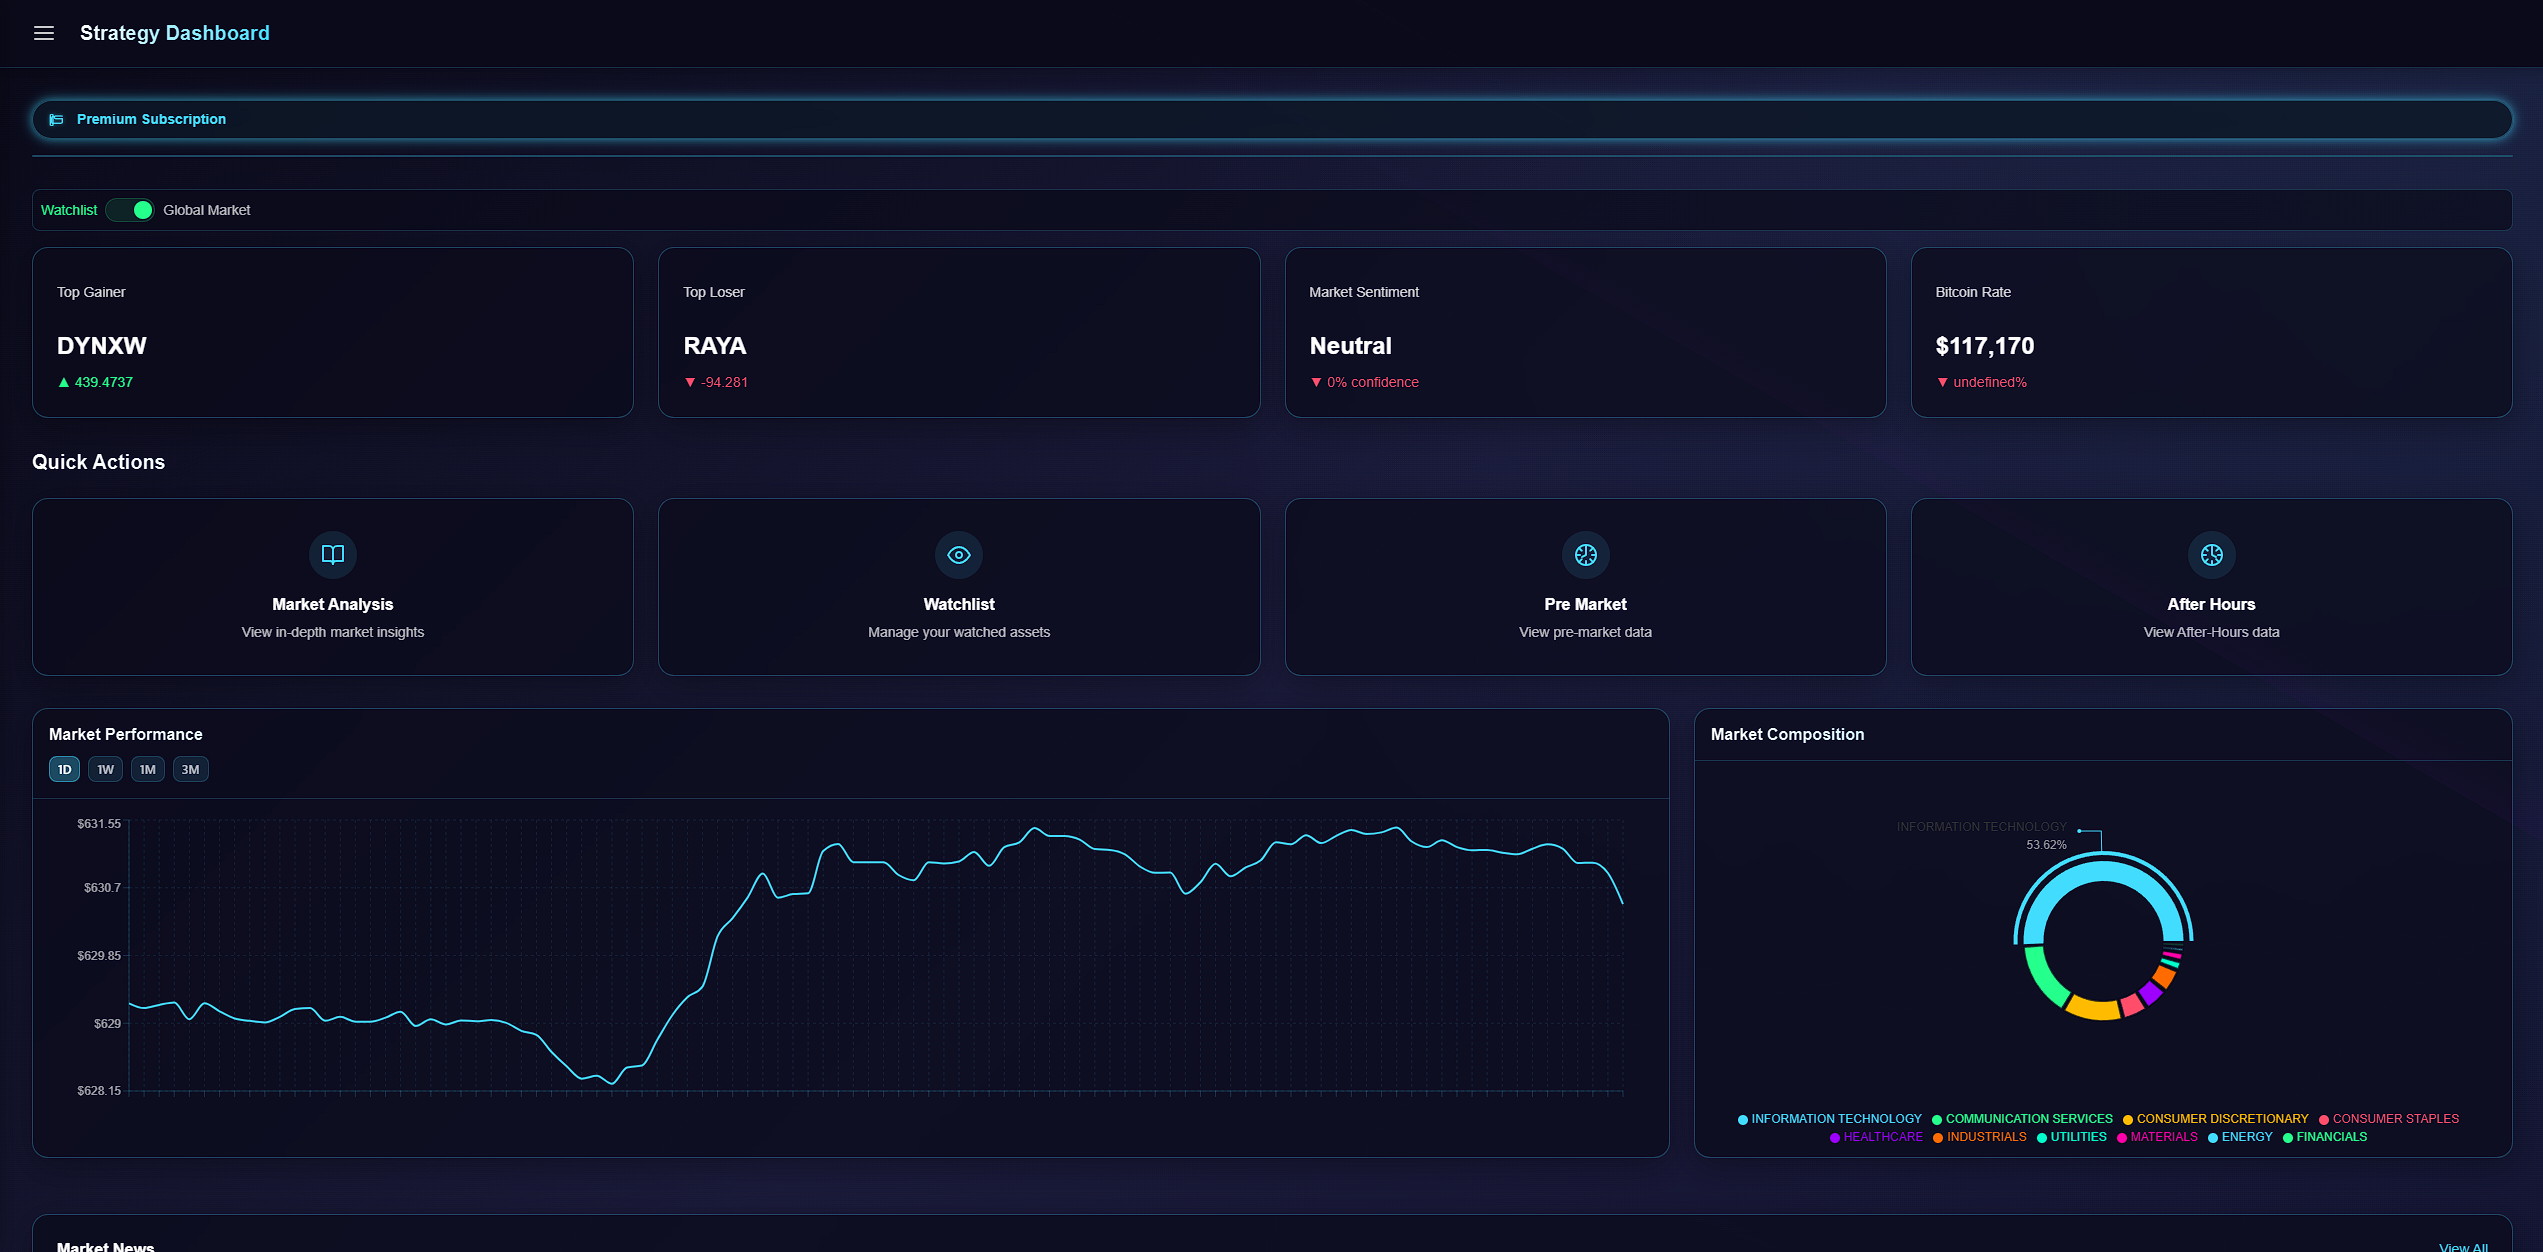 Strategy Dashboard
Premium Subscription
Watchlist Global Market
Top Gainer
DYNXW
▲ 439.4737
Top Loser
RAYA
▼ -94.281
Market Sentiment
Neutral
▼ 0% confidence
Bitcoin Rate
$117,170
▼ undefined%
Quick Actions
Market Analysis
View in-depth market insights
Watchlist
Manage your watched assets
Pre Market
View pre-market data
After Hours
View After-Hours data
Market Performance
1D 1W 1M 3M
$631.55
$630.7
$629.85
$629
$628.15
Market Composition
INFORMATION TECHNOLOGY
53.62%
INFORMATION TECHNOLOGY COMMUNICATION SERVICES CONSUMER DISCRETIONARY CONSUMER STAPLES
HEALTHCARE INDUSTRIALS UTILITIES MATERIALS ENERGY FINANCIALS
Market News
View All